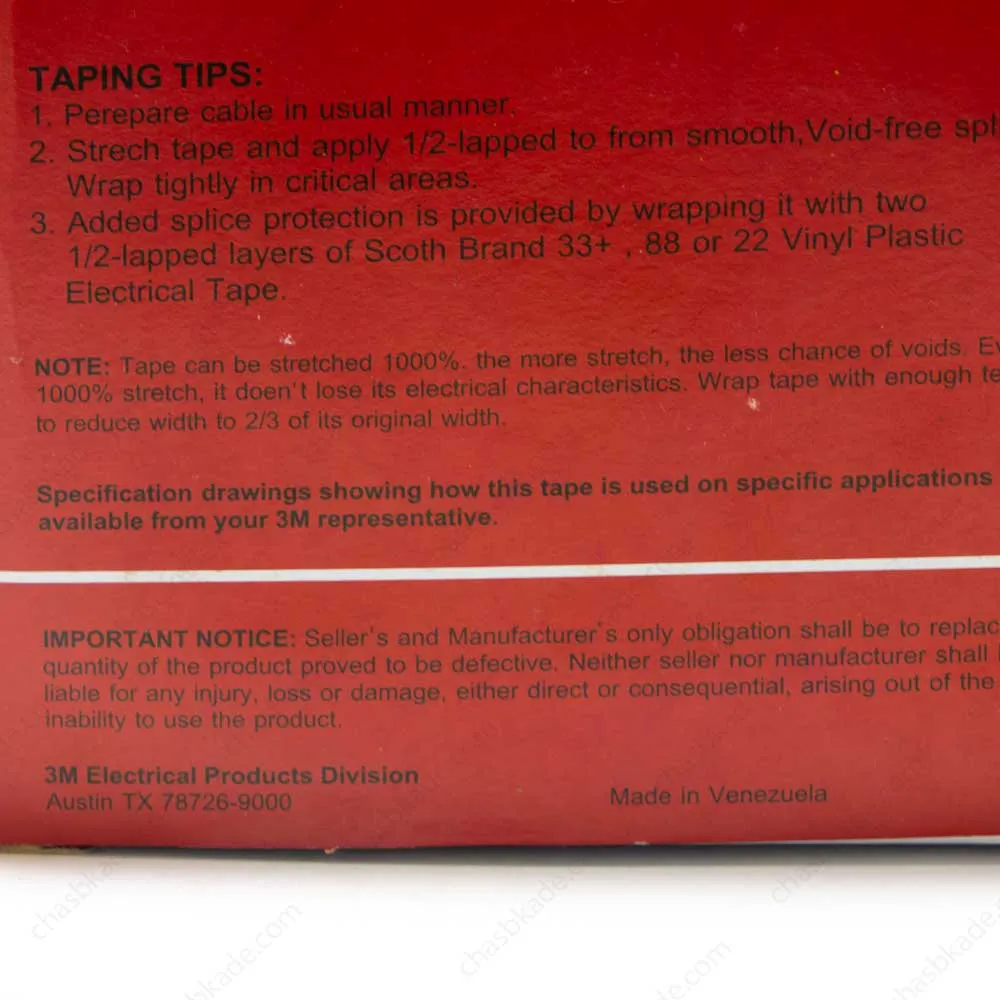 TAPING TIPS:
1. Perepare cable in usual manner.
2. Strech tape and apply 1/2-lapped to from smooth,Void-free
Wrap tightly in critical areas.
3. Added splice protection is provided by wrapping it with two
1/2-lapped layers of Scoth Brand 33+ , .88 or 22 Vinyl Plastic
Electrical Tape.
NOTE: Tape can be stretched 1000%. the more stretch, the less chance of voids.
1000% stretch, it doen't lose its electrical characteristics. Wrap tape with enough
to reduce width to 2/3 of its original width.
Specification drawings showing how this tape is used on specific applications
available from your 3M representative.
IMPORTANT NOTICE: Seller's and Manufacturer's only obligation shall be to
quantity of the product proved to be defective. Neither seller nor manufacturer shall
liable for any injury, loss or damage, either direct or consequential, arising out of the
inability to use the product.
3M Electrical Products Division
Austin TX 78726-9000
Made in Venezuela
chasbkade.com
chasbkade.com